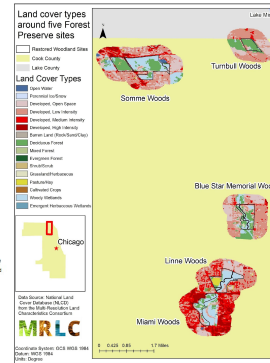 Land cover types
around five Forest
Preserve sites
Restored Woodland Sites
Cook County
Lake County
Land Cover Types
Open Water
Perennial Ice/Snow
Developed, Open Space
Developed, Low Intensity
Developed, Medium Intensity
Developed, High Intensity
Barren Land (Rock/Sand/Clay)
Deciduous Forest
Mixed Forest
Evergreen Forest
Shrub/Scrub
Grassland/Herbaceous
Pasture/Hay
Cultivated Crops
Woody Wetlands
Emergent Herbaceous Wetlands
Chicago
Data Source: National Land
Cover Database (NLCD)
from the Multi-Resolution Land
Characteristics Consortium
MRLC
Coordinate System: GCS WGS 1984
Datum: WGS 1984
Units: Degree
Lake Mi
Turnbull Woods
Somme Woods
Blue Star Memorial Woo
Linne Woods
Miami Woods
0 0.425 0.85 1.7 Miles